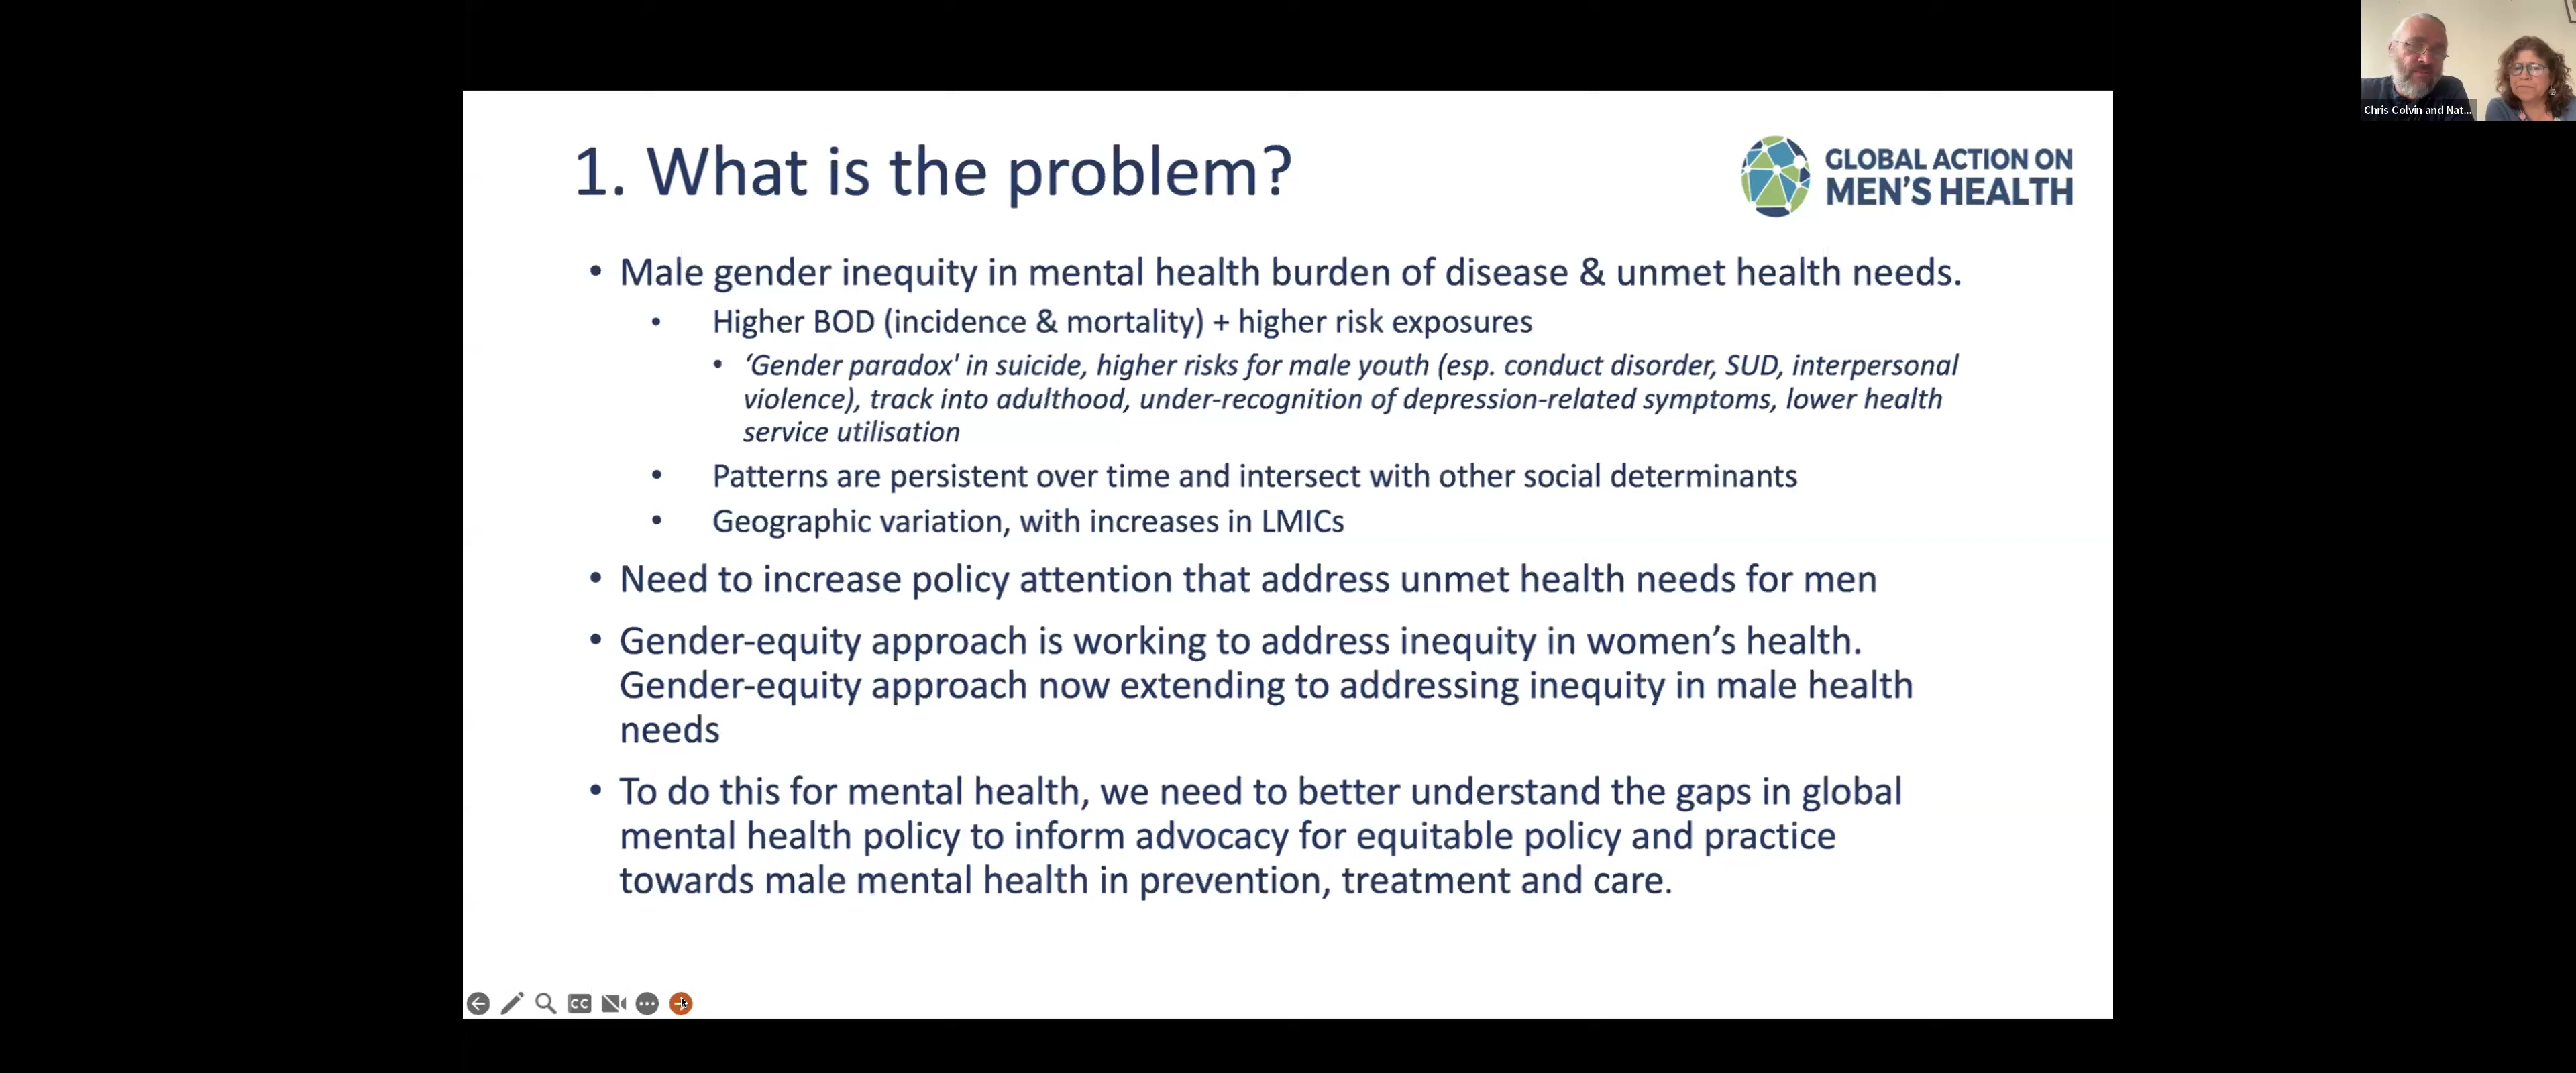 Chris Colvin and Nat...
1. What is the problem?
GLOBAL ACTION ON
MEN'S HEALTH
• Male gender inequity in mental health burden of disease & unmet health needs.
• Higher BOD (incidence & mortality) + higher risk exposures
• ‘Gender paradox' in suicide, higher risks for male youth (esp. conduct disorder, SUD, interpersonal
violence), track into adulthood, under-recognition of depression-related symptoms, lower health
service utilisation
• Patterns are persistent over time and intersect with other social determinants
• Geographic variation, with increases in LMICs
• Need to increase policy attention that address unmet health needs for men
• Gender-equity approach is working to address inequity in women’s health.
Gender-equity approach now extending to addressing inequity in male health
needs
• To do this for mental health, we need to better understand the gaps in global
mental health policy to inform advocacy for equitable policy and practice
towards male mental health in prevention, treatment and care.
CC